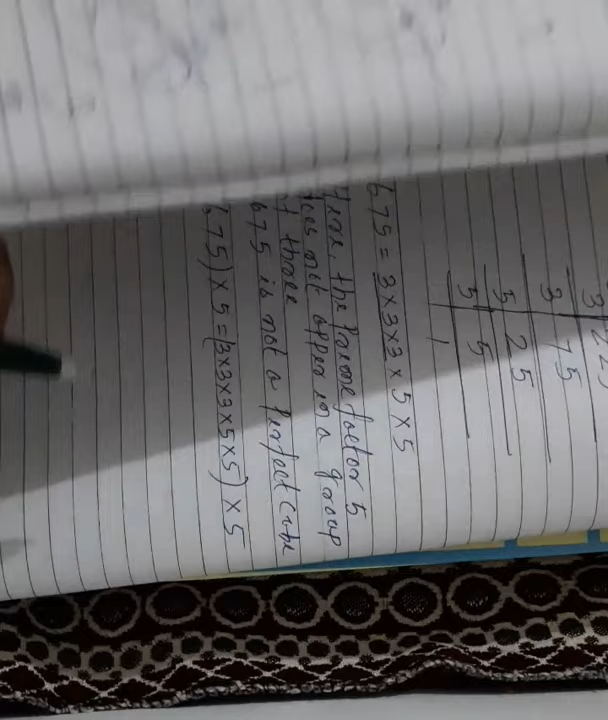 3 225
3 75
5 25
5 5
1
675 = 3×3×3×5×5
the Parime factor 5
does not appear in a group
of three
675 is not a Perfect Cube
675) × 5 = (3×3×3×5×5) × 5